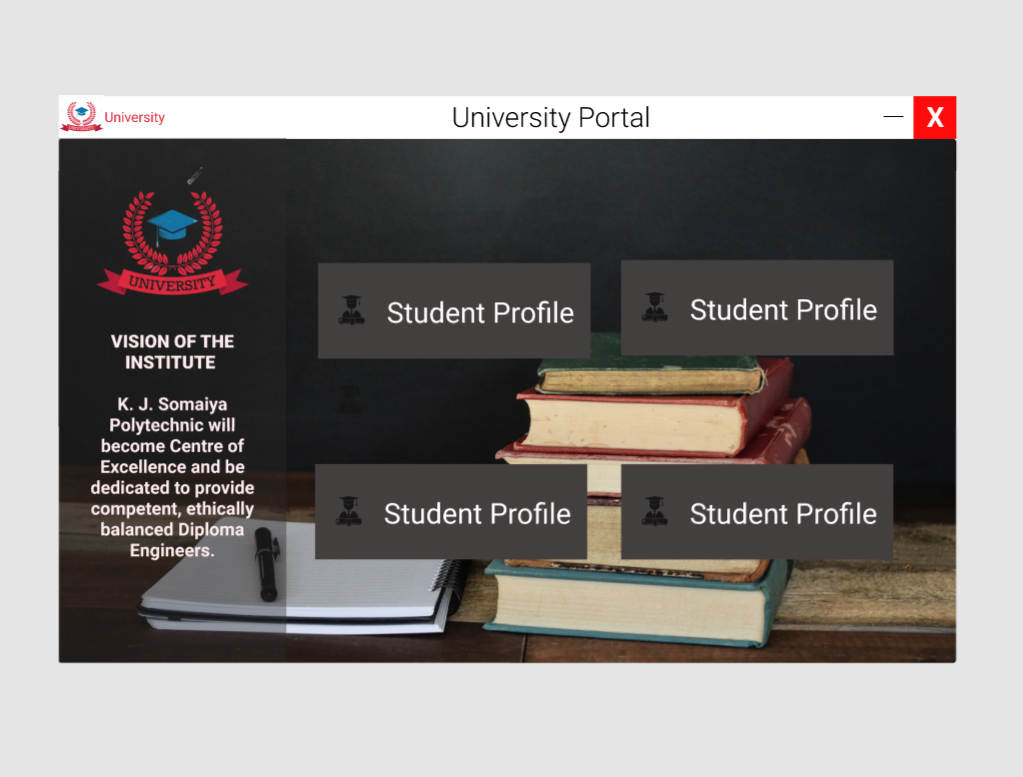 University
University Portal
X
UNIVERSITY
VISION OF THE
INSTITUTE
K. J. Somaiya
Polytechnic will
become Centre of
Excellence and be
dedicated to provide
competent, ethically
balanced Diploma
Engineers.
Student Profile
Student Profile
Student Profile
Student Profile